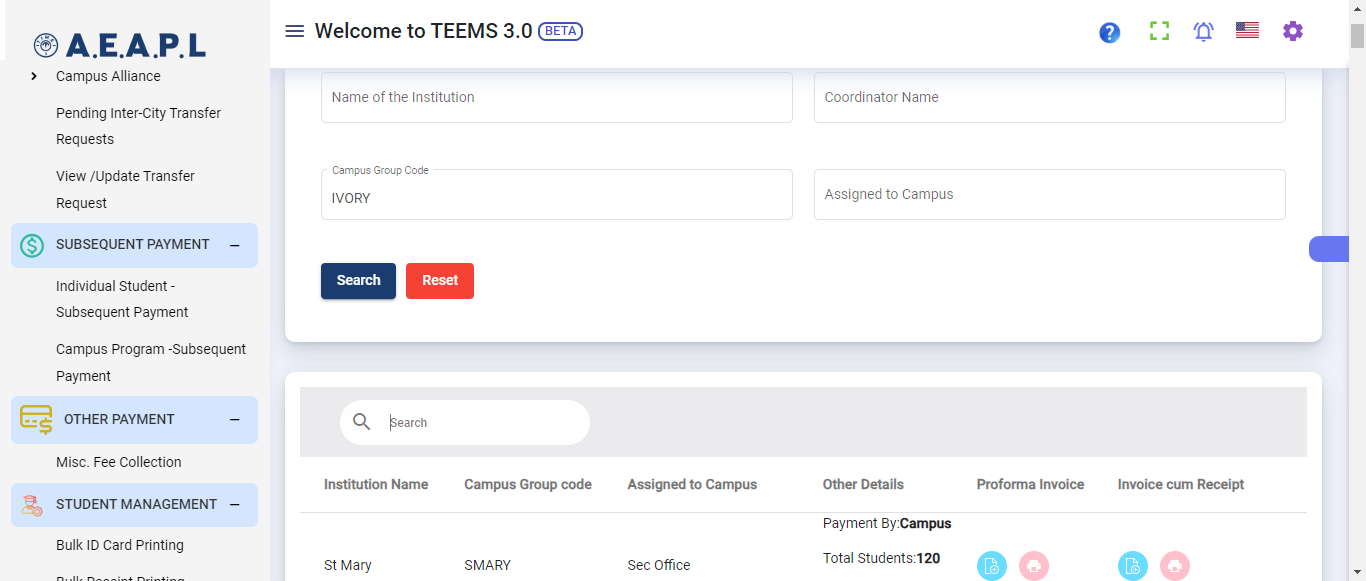 A.E.A.P.L
Campus Alliance
Pending Inter-City Transfer
Requests
View /Update Transfer
Request
SUBSEQUENT PAYMENT
Individual Student -
Subsequent Payment
Campus Program -Subsequent
Payment
OTHER PAYMENT
Misc. Fee Collection
STUDENT MANAGEMENT
Bulk ID Card Printing
Bulk Receipt Printing
Welcome to TEEMS 3.0 BETA
Name of the Institution
Coordinator Name
Campus Group Code
IVORY
Assigned to Campus
Search Reset
Search
Institution Name Campus Group code Assigned to Campus Other Details Proforma Invoice Invoice cum Receipt
Payment By:Campus
Total Students:120
St Mary SMARY Sec Office